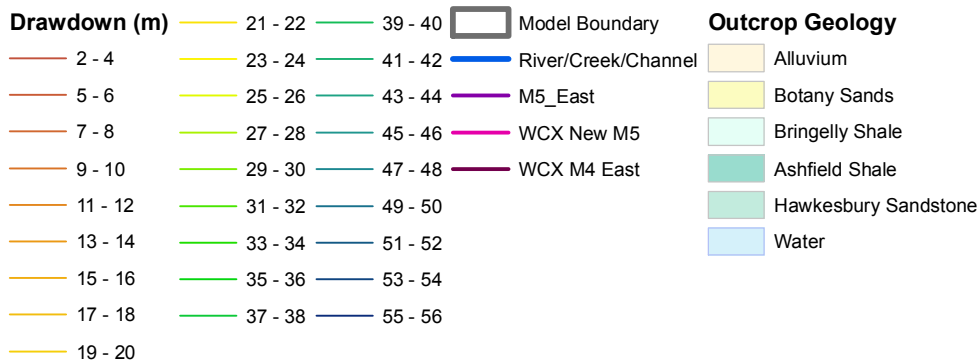 Drawdown (m)
2 - 4
5 - 6
7 - 8
9 - 10
11 - 12
13 - 14
15 - 16
17 - 18
19 - 20
21 - 22
23 - 24
25 - 26
27 - 28
29 - 30
31 - 32
33 - 34
35 - 36
37 - 38
39 - 40
41 - 42
43 - 44
45 - 46
47 - 48
49 - 50
51 - 52
53 - 54
55 - 56
Model Boundary
River/Creek/Channel
M5_East
WCX New M5
WCX M4 East
Outcrop Geology
Alluvium
Botany Sands
Bringelly Shale
Ashfield Shale
Hawkesbury Sandstone
Water